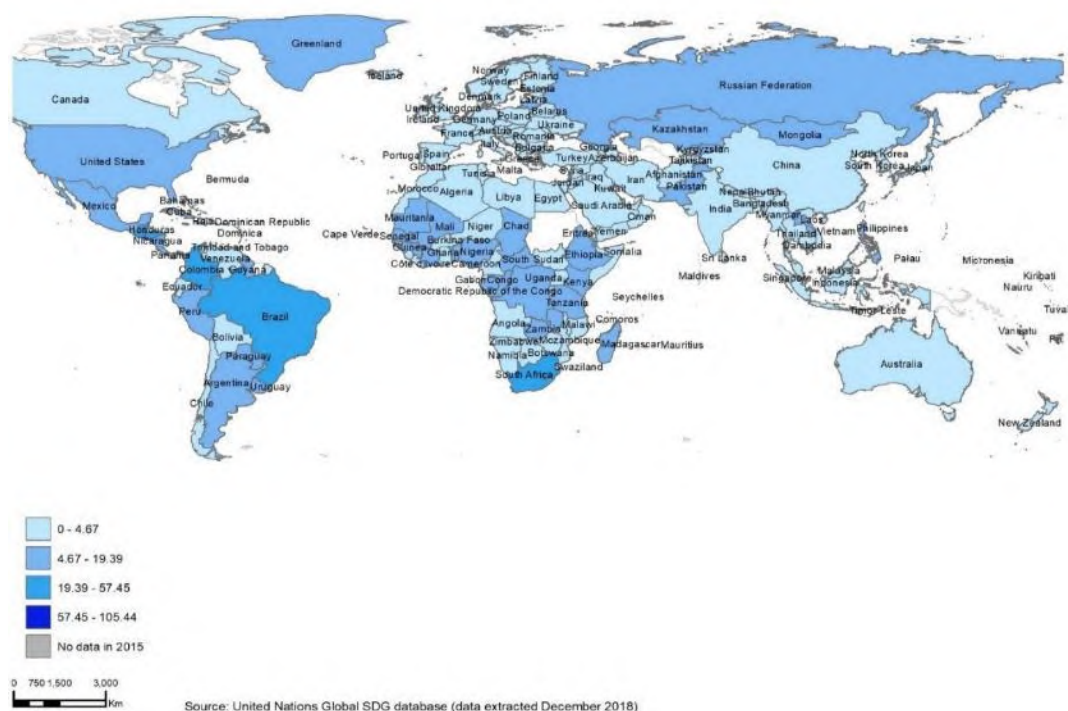 Greenland
Iceland
Norway
Sweden
Finland
Estonia
Latvia
Denmark
Russian Federation
Canada
United Kingdom
Ireland
Belarus
Poland
Germany
Ukraine
France
Austria
Romania
Kazakhstan
Mongolia
Italy
Bulgaria
Georgia
Kyrgyzstan
United States
Portugal
Spain
Greece
Turkey
Azerbaijan
Tajikistan
China
North Korea
South Korea
Japan
Gibraltar
Malta
Tunisia
Syria
Iraq
Iran
Afghanistan
Bermuda
Morocco
Algeria
Libya
Egypt
Jordan
Kuwait
Pakistan
Nepal
Bhutan
Bangladesh
Mexico
Bahamas
Cuba
Saudi Arabia
India
Myanmar
Laos
Haiti
Dominican Republic
Mauritania
Mali
Niger
Chad
Oman
Honduras
Dominica
Cape Verde
Senegal
Eritrea
Yemen
Thailand
Vietnam
Philippines
Nicaragua
Burkina Faso
Cambodia
Panama
Trinidad and Tobago
Guinea
Ghana
Nigeria
South Sudan
Ethiopia
Somalia
Sri Lanka
Palau
Micronesia
Venezuela
Côte d'Ivoire
Cameroon
Maldives
Malaysia
Colombia
Guyana
Uganda
Kenya
Singapore
Indonesia
Kiribati
Ecuador
Gabon
Congo
Democratic Republic of the Congo
Seychelles
Nauru
Peru
Brazil
Tanzania
Timor-Leste
Tuval
Angola
Comoros
Bolivia
Zambia
Malawi
Vanuatu
Fiji
Zimbabwe
Mozambique
Madagascar
Mauritius
Paraguay
Namibia
Botswana
Swaziland
Australia
Argentina
Uruguay
South Africa
Chile
New Zealand
0 - 4.67
4.67 - 19.39
19.39 - 57.45
57.45 - 105.44
No data in 2015
0 750 1,500 3,000
Km
Source: United Nations Global SDG database (data extracted December 2018)